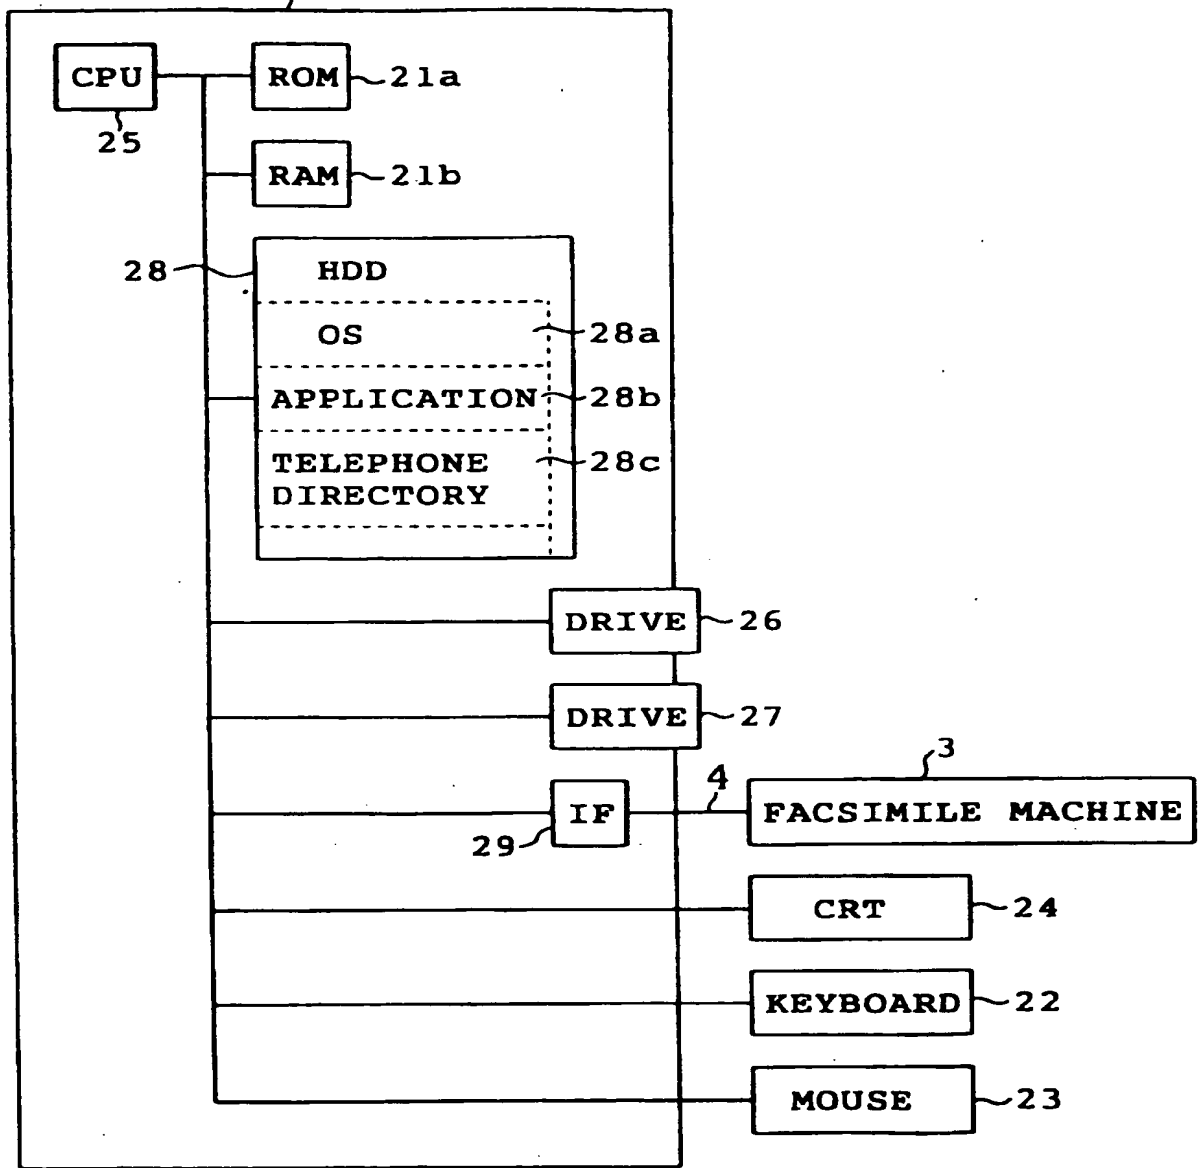 CPU ROM 21a
25
RAM 21b
28 HDD
OS 28a
APPLICATION 28b
TELEPHONE 28c
DIRECTORY
DRIVE 26
DRIVE 27
3
4
IF FACSIMILE MACHINE
29
CRT 24
KEYBOARD 22
MOUSE 23